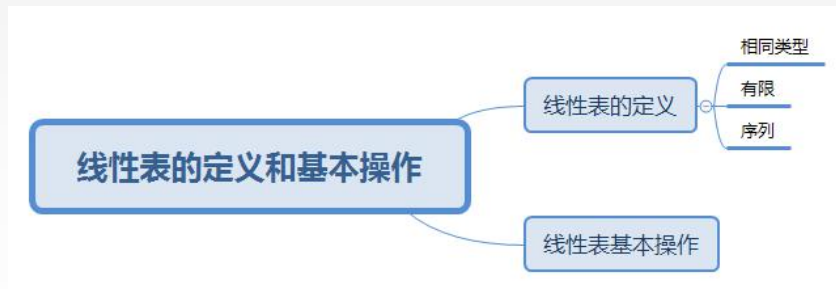 线性表的定义和基本操作
线性表的定义
相同类型
有限
序列
线性表基本操作